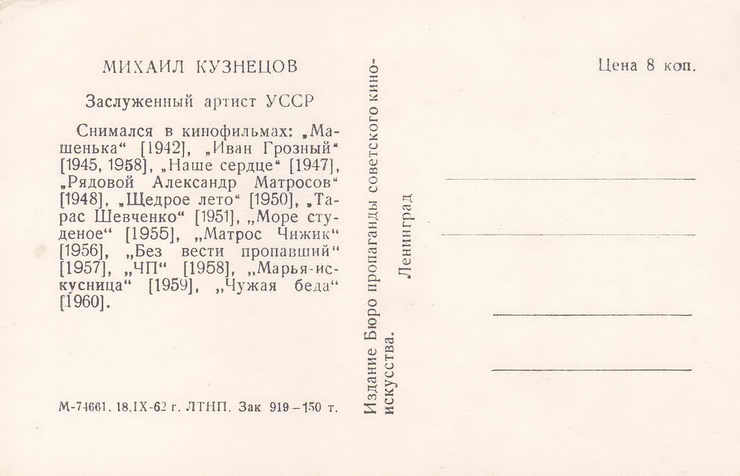 МИХАИЛ КУЗНЕЦОВ
Заслуженный артист УССР
Снимался в кинофильмах: „Ма-
шенька“ [1942], „Иван Грозный“
[1945, 1958], „Наше сердце“ [1947],
„Рядовой Александр Матросов“
[1948], „Щедрое лето“ [1950], „Та-
рас Шевченко“ [1951], „Море сту-
деное“ [1955], „Матрос Чижик“
[1956], „Без вести пропавший“
[1957], „ЧП“ [1958], „Марья-ис-
кусница“ [1959], „Чужая беда“
[1960].
М-74661. 18.IX-62 г. ЛТНП. Зак 919—150 т.
Издание Бюро пропаганды советского кино-
искусства.
Ленинград
Цена 8 коп.